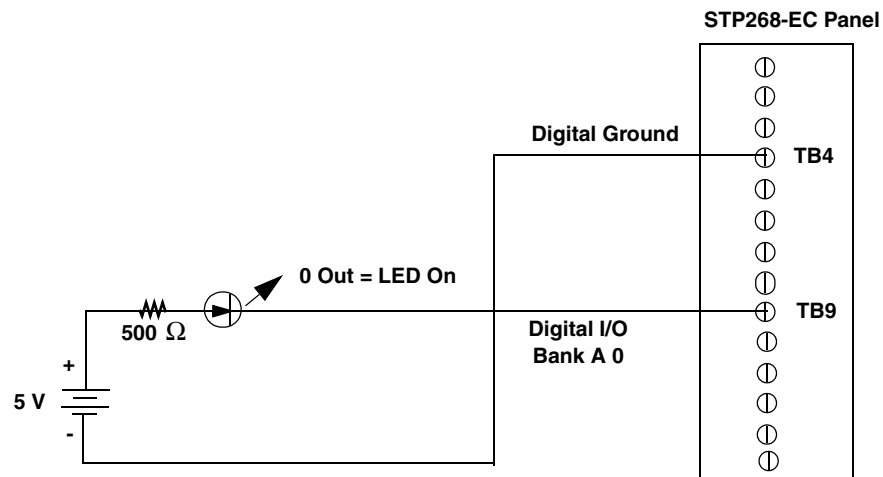 STP268-EC Panel
Digital Ground
TB4
0 Out = LED On
500 Ω
Digital I/O
Bank A 0
TB9
+
5 V
-